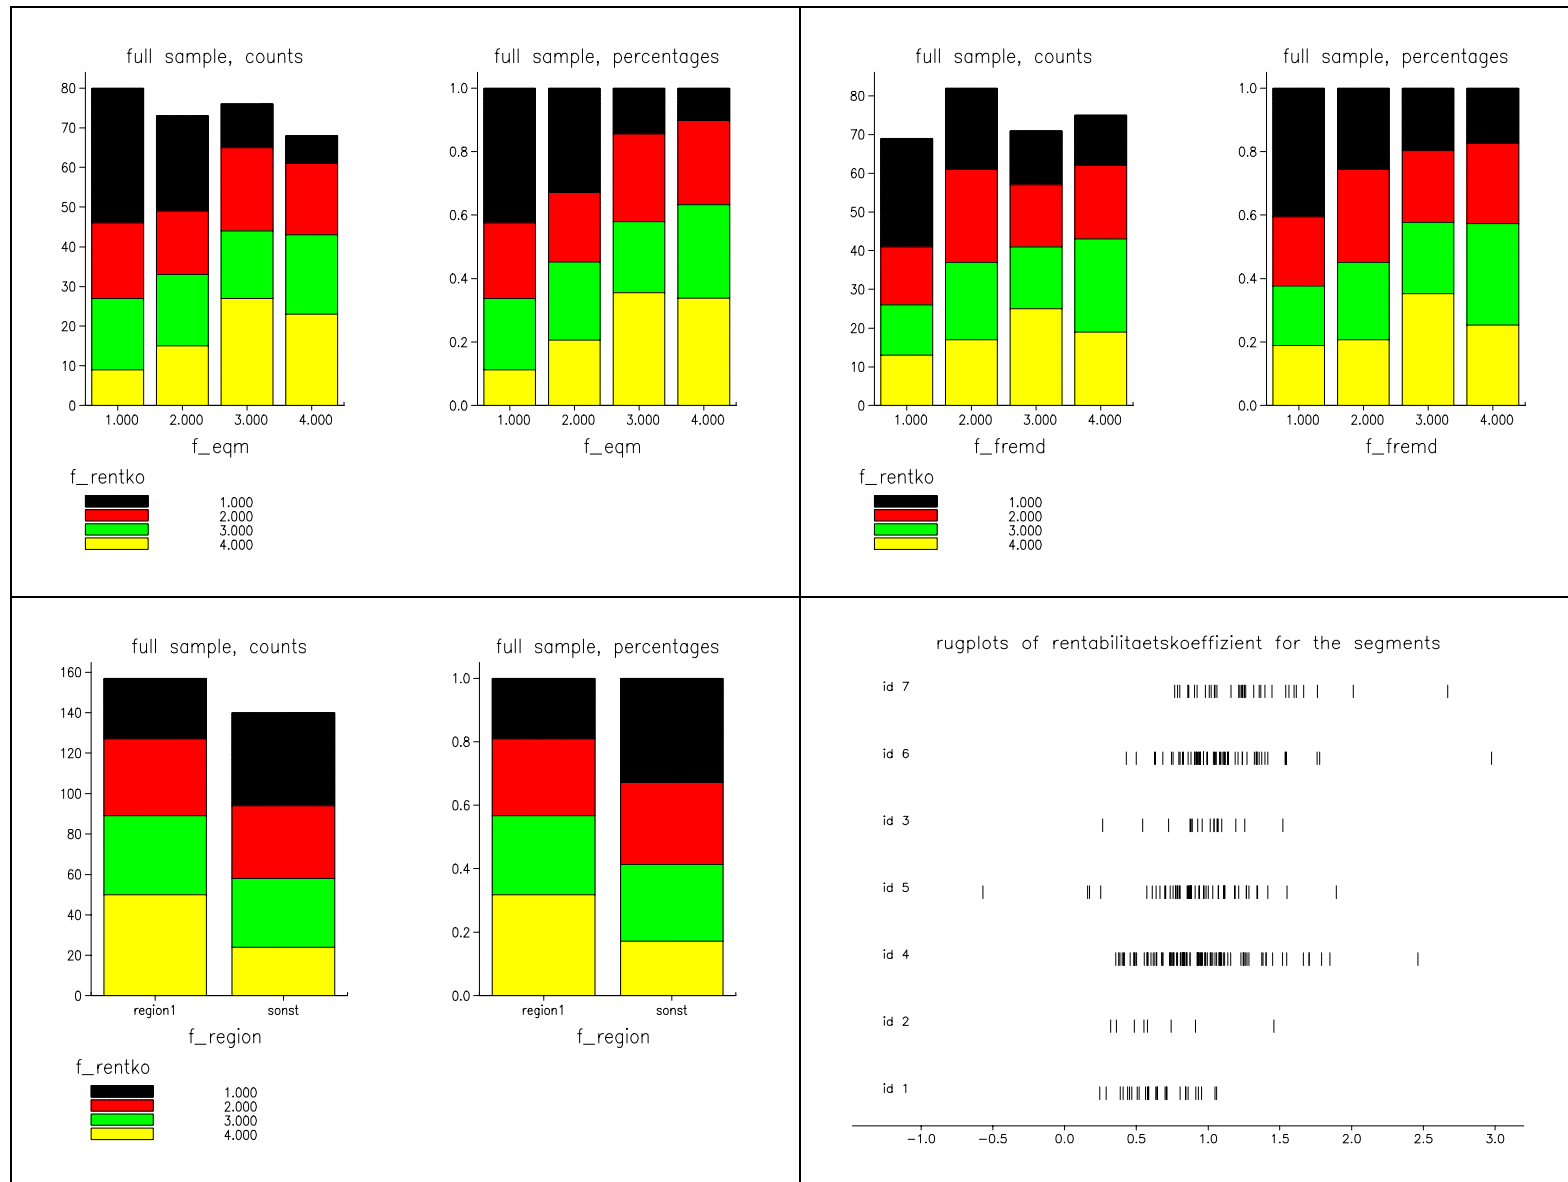 full sample, counts
80
70
60
50
40
30
20
10
0
1.000 2.000 3.000 4.000
f_eqm
full sample, percentages
1.0
0.8
0.6
0.4
0.2
0.0
1.000 2.000 3.000 4.000
f_eqm
f_rentko
1.000
2.000
3.000
4.000
full sample, counts
80
70
60
50
40
30
20
10
0
1.000 2.000 3.000 4.000
f_fremd
full sample, percentages
1.0
0.8
0.6
0.4
0.2
0.0
1.000 2.000 3.000 4.000
f_fremd
f_rentko
1.000
2.000
3.000
4.000
full sample, counts
160
140
120
100
80
60
40
20
0
region1 sonst
f_region
full sample, percentages
1.0
0.8
0.6
0.4
0.2
0.0
region1 sonst
f_region
f_rentko
1.000
2.000
3.000
4.000
rugplots of rentabilitaetskoeffizient for the segments
id 7
id 6
id 3
id 5
id 4
id 2
id 1
-1.0 -0.5 0.0 0.5 1.0 1.5 2.0 2.5 3.0